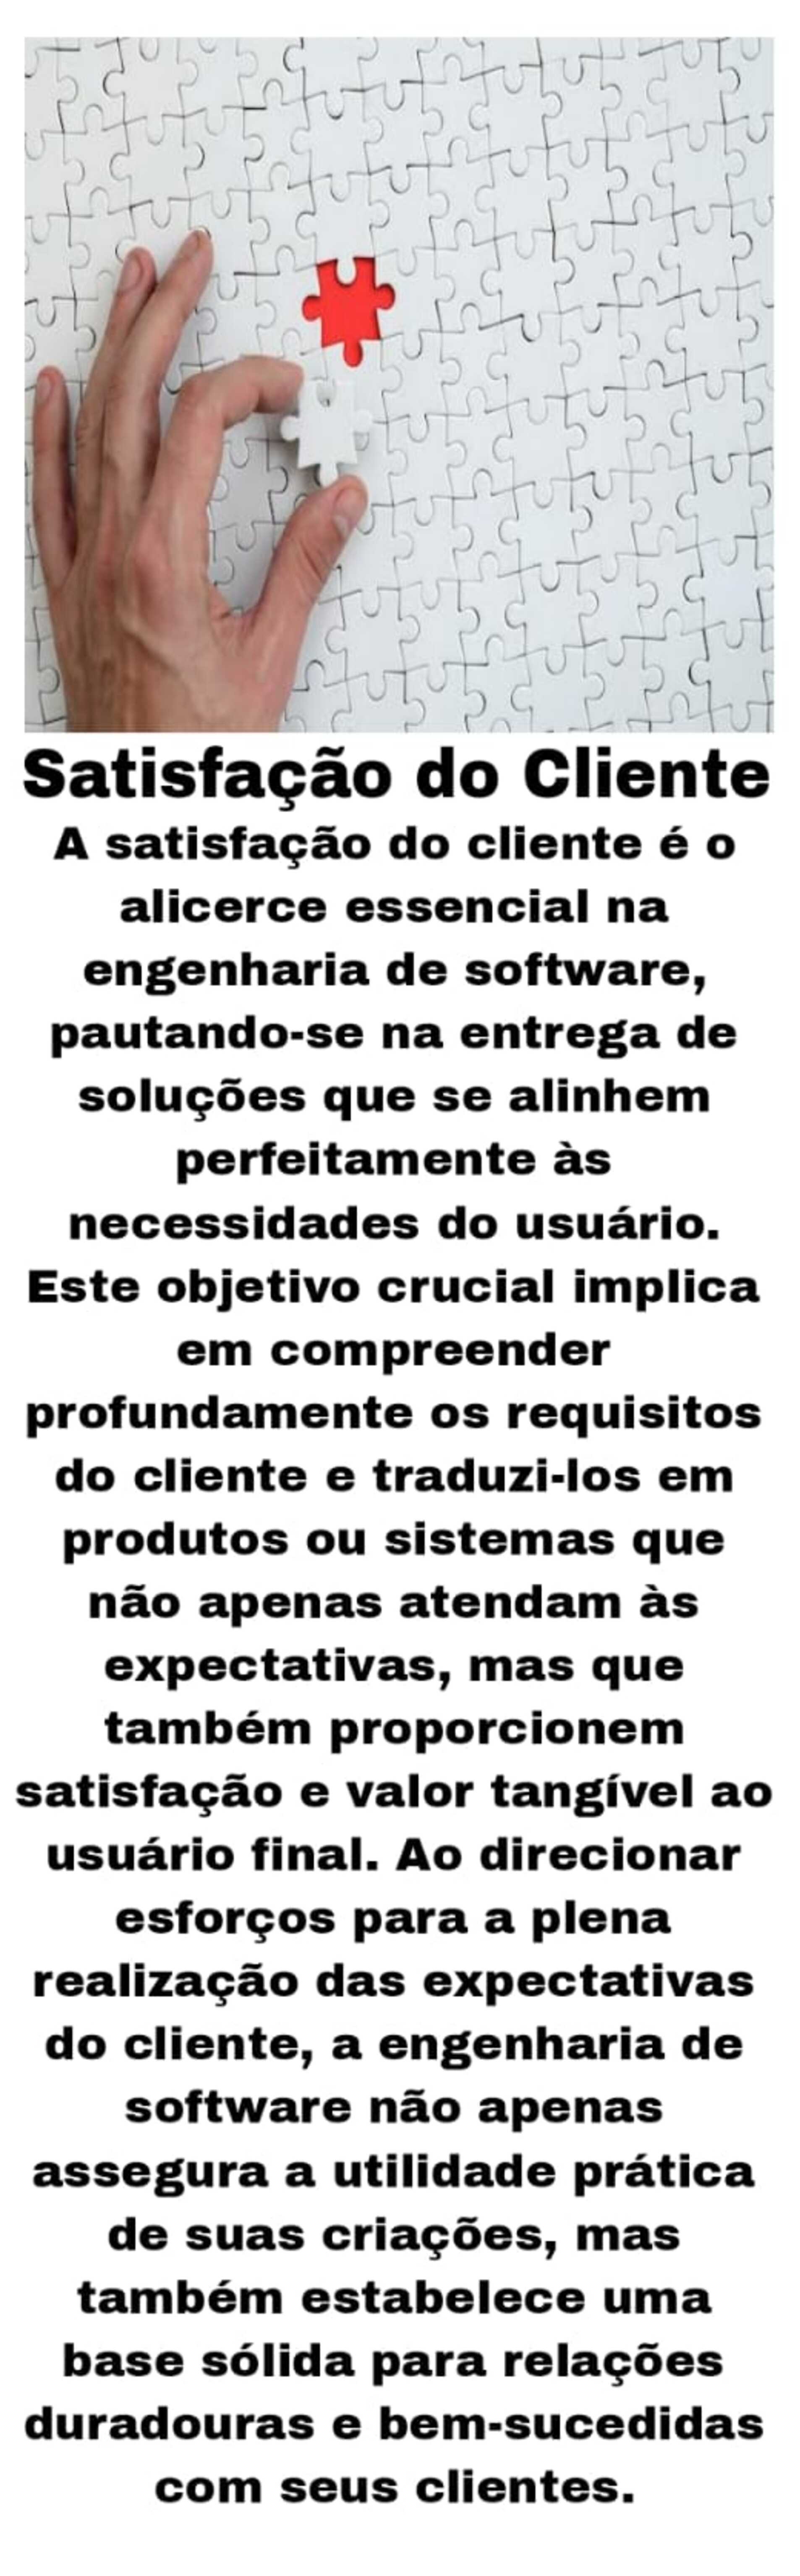 Satisfação do Cliente
A satisfação do cliente é o
alicerce essencial na
engenharia de software,
pautando-se na entrega de
soluções que se alinhem
perfeitamente às
necessidades do usuário.
Este objetivo crucial implica
em compreender
profundamente os requisitos
do cliente e traduzi-los em
produtos ou sistemas que
não apenas atendam às
expectativas, mas que
também proporcionem
satisfação e valor tangível ao
usuário final. Ao direcionar
esforços para a plena
realização das expectativas
do cliente, a engenharia de
software não apenas
assegura a utilidade prática
de suas criações, mas
também estabelece uma
base sólida para relações
duradouras e bem-sucedidas
com seus clientes.